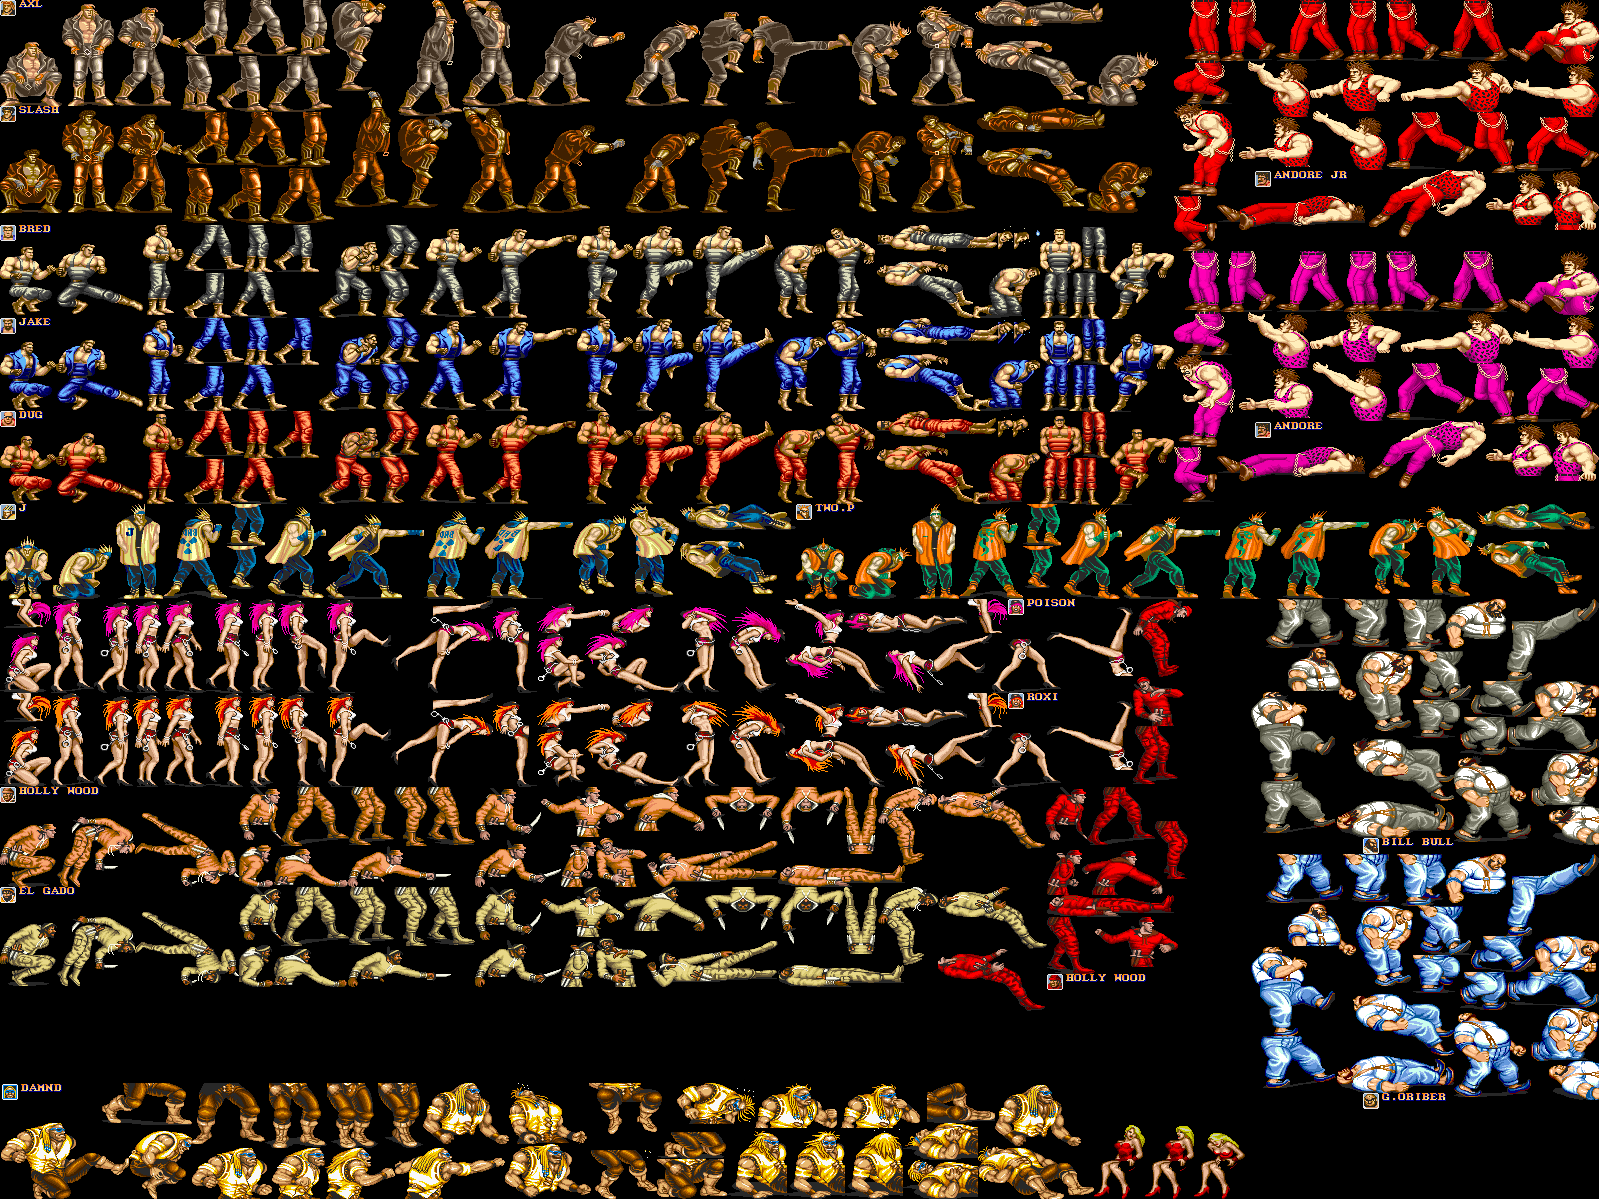 AXL
SLASH
ANDORE JR
BRED
JAKE
DUG
ANDORE
J
TWO.P
POISON
ROXI
HOLLY WOOD
BILL BULL
EL GADO
HOLLY WOOD
DAMND
G.ORIBER